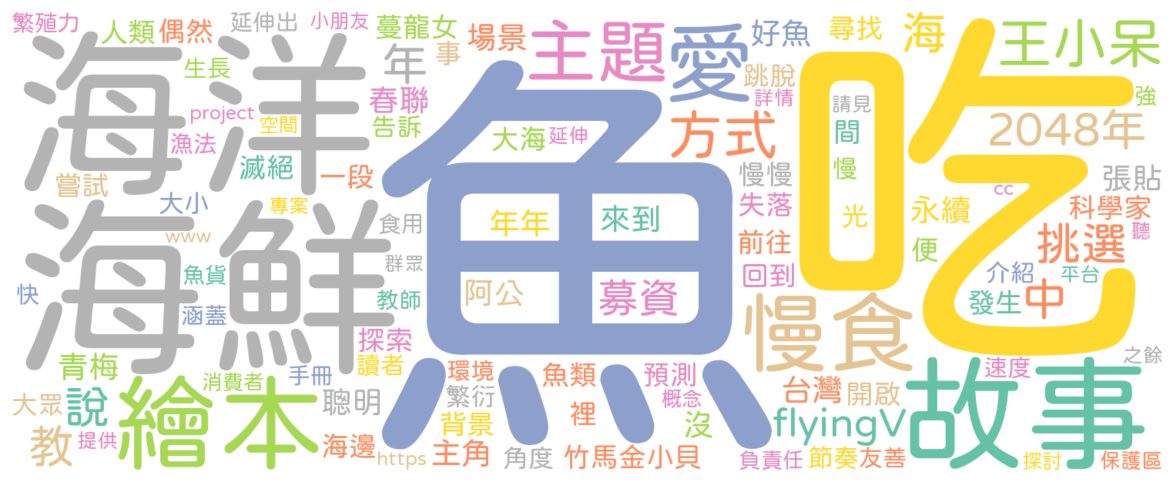 繁殖力
人類
偶然
延伸出
小朋友
蔓龍女
事
場景
主題
愛
好魚
尋找
海
王小呆
海洋
生長
project
空間
漁法
年
春聯
告訴
跳脫
詳情
請見
強
魚
吃
大海
延伸
方式
間
慢
2048年
滅絕
一段
嘗試
大小
專案
慢慢
張貼
cc
www
海鮮
食用
年年
來到
失落
光
永續
科學家
聽
群眾
前往
便
挑選
魚貨
快
涵蓋
教師
阿公
募資
回到
介紹
平台
發生
中
探索
慢食
青梅
讀者
環境
魚類
預測
速度
之餘
消費者
手冊
繁衍
概念
台灣
開啟
故事
大眾
說
繪本
聰明
背景
裡
沒
flyingV
教
提供
海邊
https
主角
角度
竹馬金小貝
負責任
節奏
友善
探討
保護區